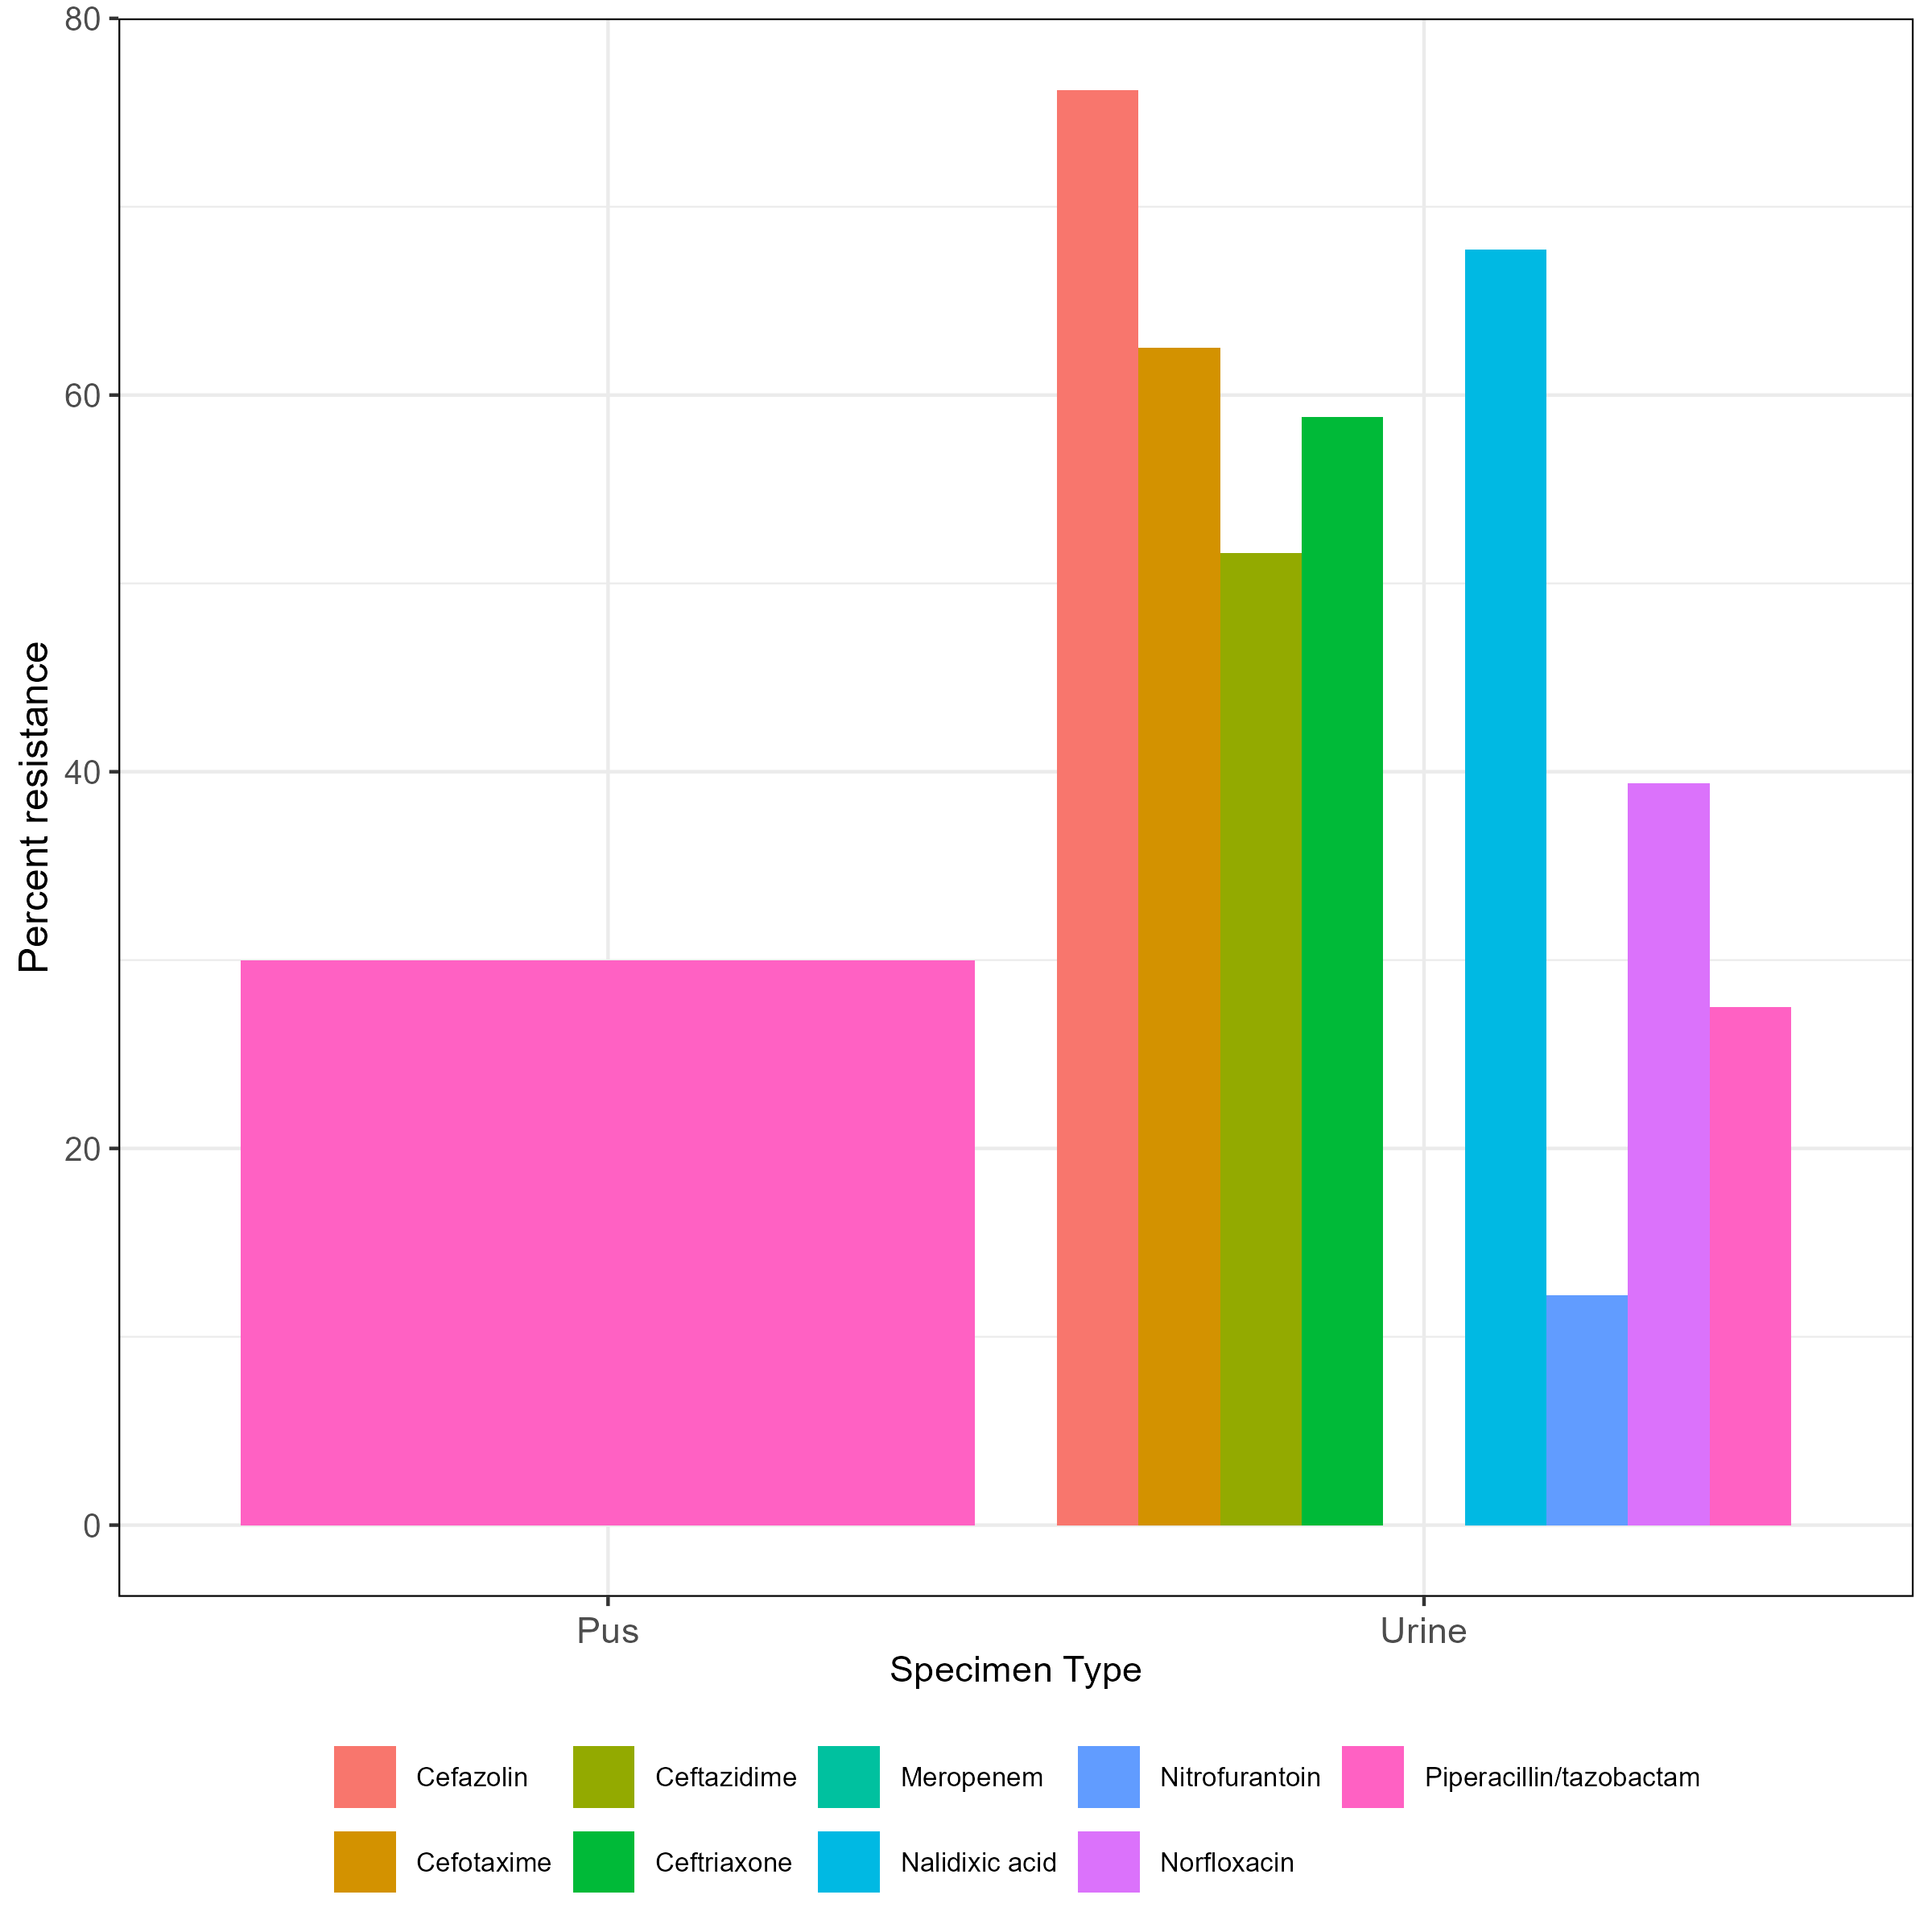 80
60
40
20
0
Percent resistance
Pus Urine
Specimen Type
Cefazolin Ceftazidime Meropenem Nitrofurantoin Piperacillin/tazobactam
Cefotaxime Ceftriaxone Nalidixic acid Norfloxacin